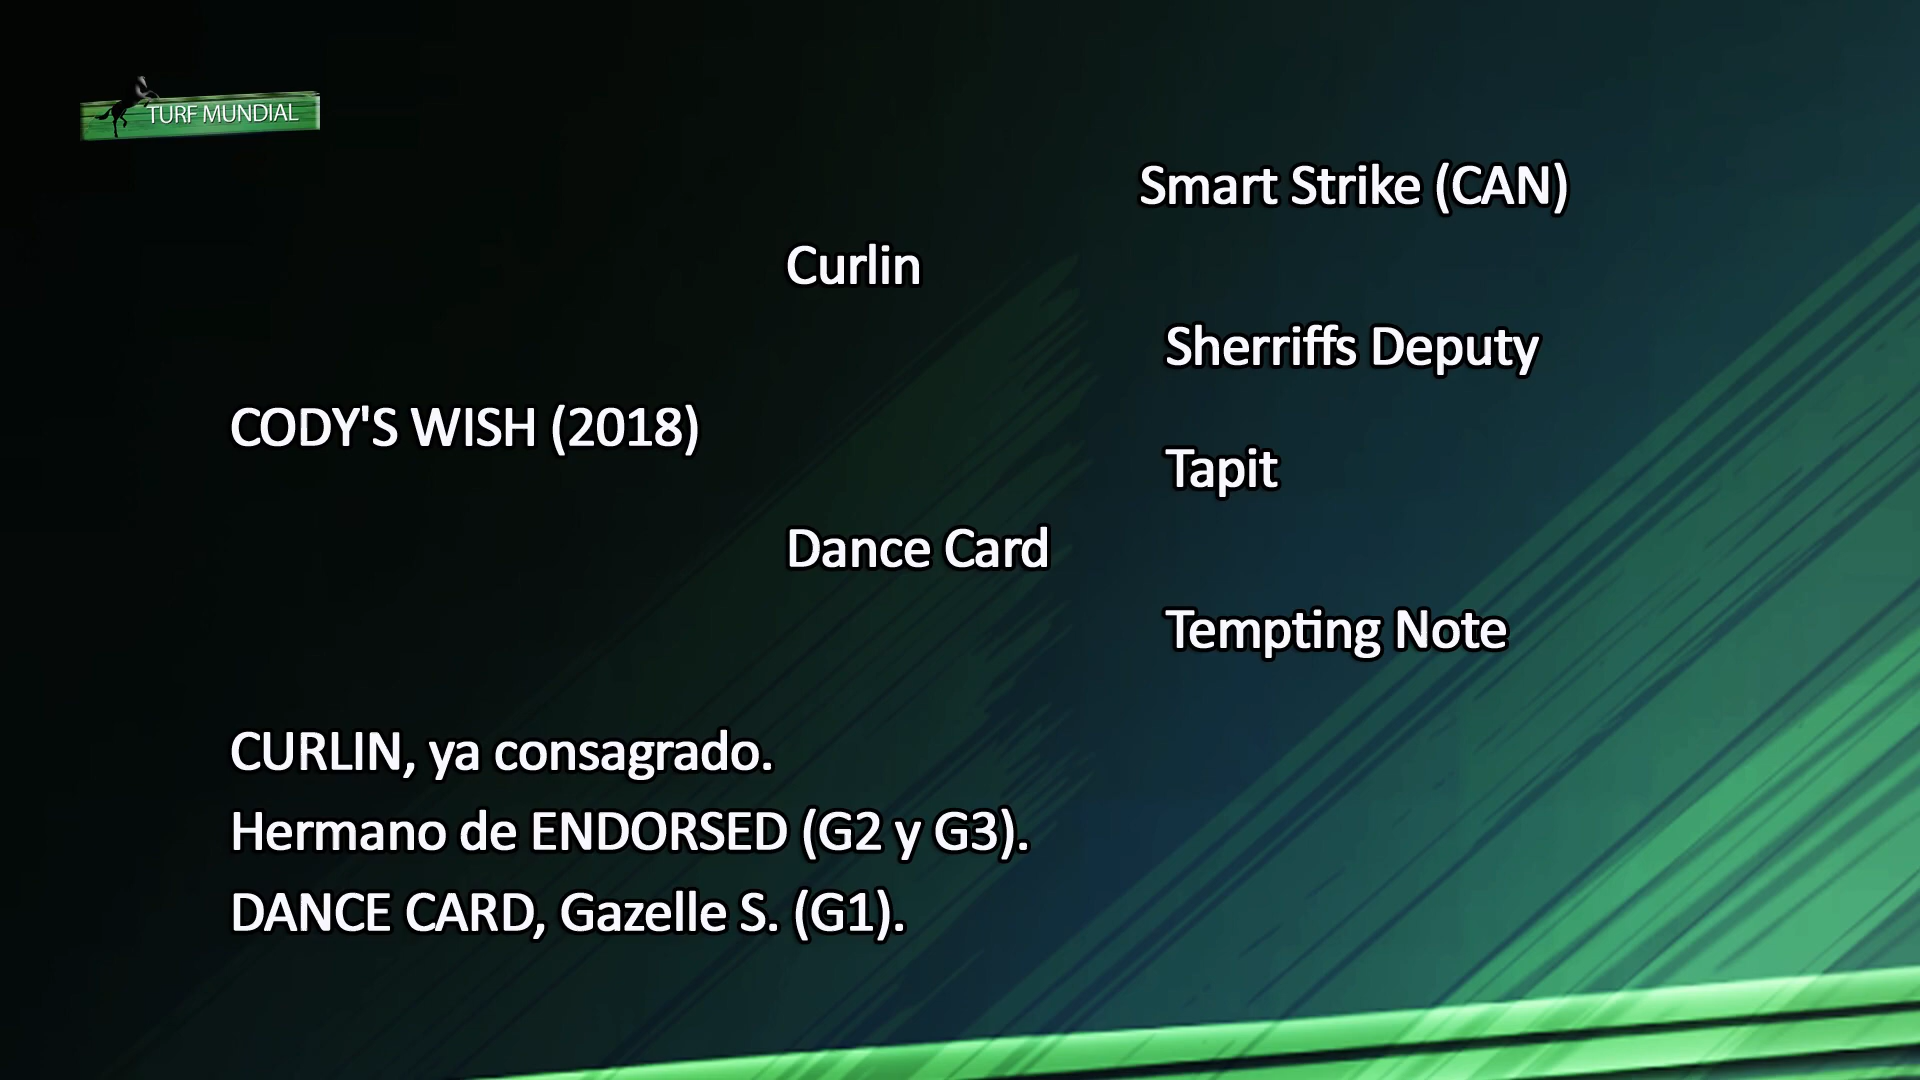 TURF MUNDIAL
Smart Strike (CAN)
Curlin
Sherriffs Deputy
CODY'S WISH (2018)
Tapit
Dance Card
Tempting Note
CURLIN, ya consagrado.
Hermano de ENDORSED (G2 y G3).
DANCE CARD, Gazelle S. (G1).